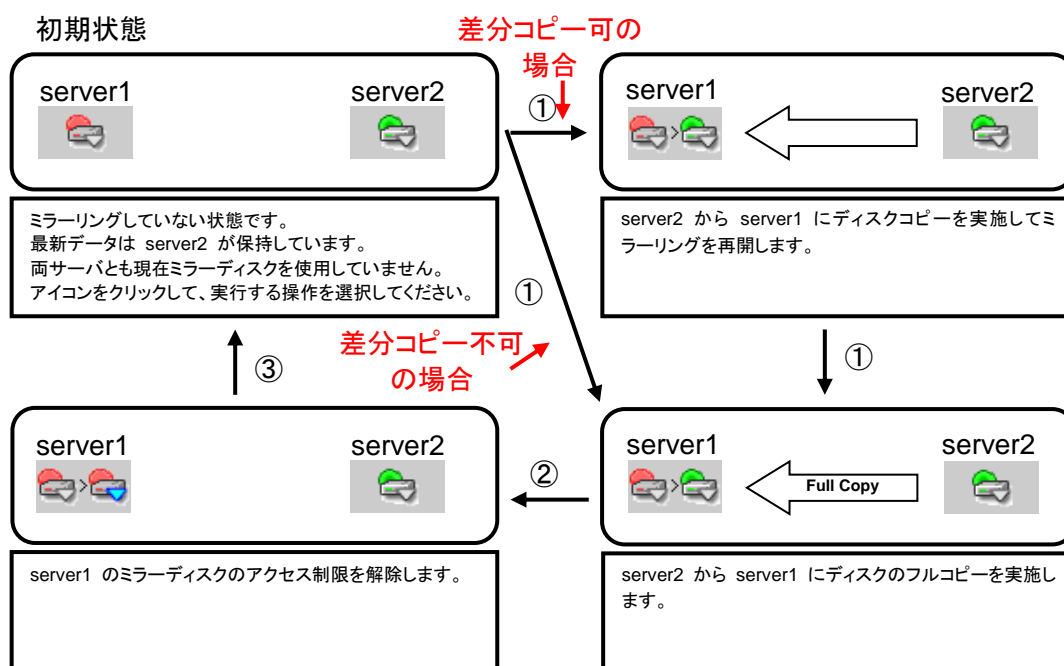 初期状態
差分コピー可の
場合
server1
server2
①
server1
server2
ミラーリングしていない状態です。
最新データは server2 が保持しています。
両サーバとも現在ミラーディスクを使用していません。
アイコンをクリックして、実行する操作を選択してください。
server2 から server1 にディスクコピーを実施してミ
ラーリングを再開します。
①
差分コピー不可
の場合
③
①
server1
server2
②
server1
server2
Full Copy
server1 のミラーディスクのアクセス制限を解除します。
server2 から server1 にディスクのフルコピーを実施し
ます。